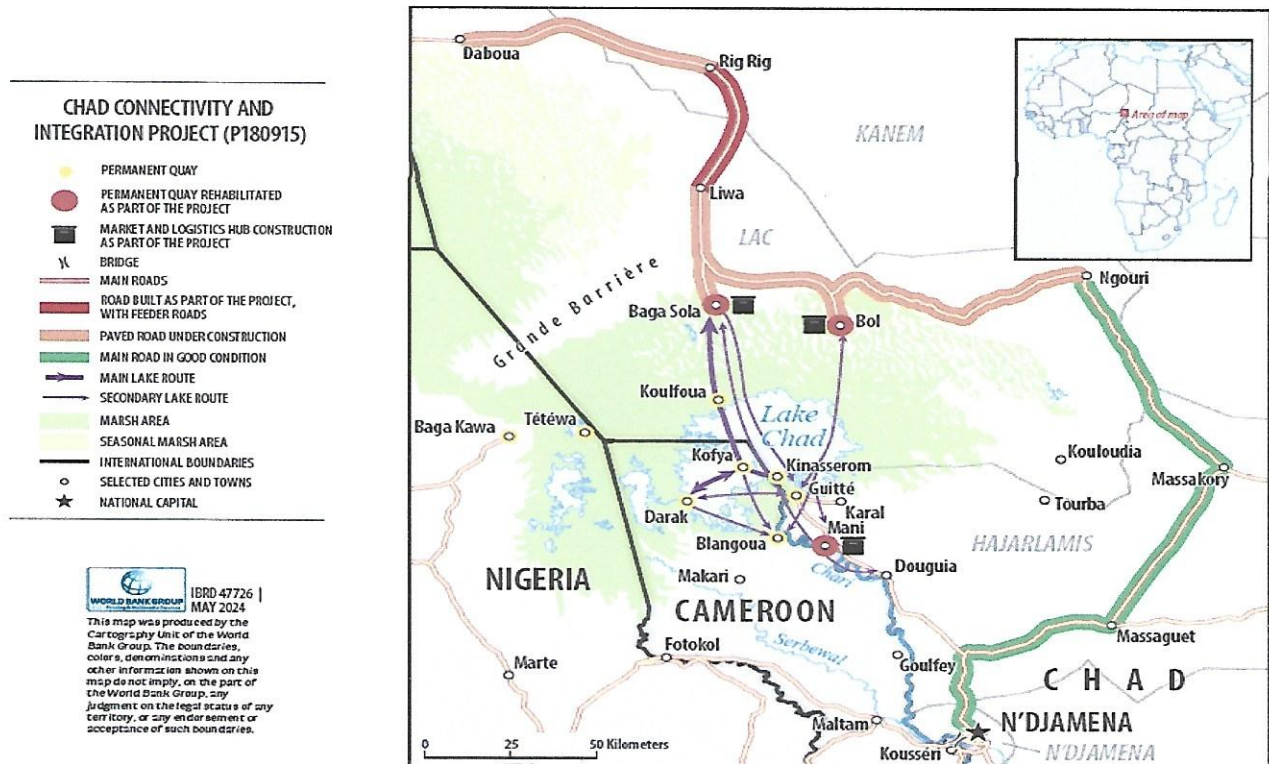 CHAD CONNECTIVITY AND
INTEGRATION PROJECT (P180915)
PERMANENT QUAY
PERMANENT QUAY REHABILITATED
AS PART OF THE PROJECT
MARKET AND LOGISTICS HUB CONSTRUCTION
AS PART OF THE PROJECT
BRIDGE
MAIN ROADS
ROAD BUILT AS PART OF THE PROJECT,
WITH FEEDER ROADS
PAVED ROAD UNDER CONSTRUCTION
MAIN ROAD IN GOOD CONDITION
MAIN LAKE ROUTE
SECONDARY LAKE ROUTE
MARSH AREA
SEASONAL MARSH AREA
INTERNATIONAL BOUNDARIES
SELECTED CITIES AND TOWNS
NATIONAL CAPITAL
WORLD BANK GROUP
IBRD 47726 |
MAY 2024
This map was produced by the
Cartography Unit of the World
Bank Group. The boundaries,
colors, denominations and any
other information shown on this
map do not imply, on the part of
the World Bank Group, any
judgment on the legal status of any
territory, or any endorsement or
acceptance of such boundaries.
Daboua
Rig Rig
KANEM
Area of map
Liwa
LAC
Ngouri
Grande Barrière
Baga Sola
Bol
Koulfoua
Lake
Chad
Baga Kawa
Tétéwa
Kofya
Kinasserom
Kouloudia
Massakory
Guitté
Karal
Tourba
Darak
Mani
Blangoua
HAJARLAMIS
Makari
Chari
Douguia
NIGERIA
CAMEROON
Massaguet
Serbewal
Fotokol
Goulfey
Marte
CHAD
Maltam
N'DJAMENA
Kousséri
N'DJAMENA
0 25 50 Kilometers